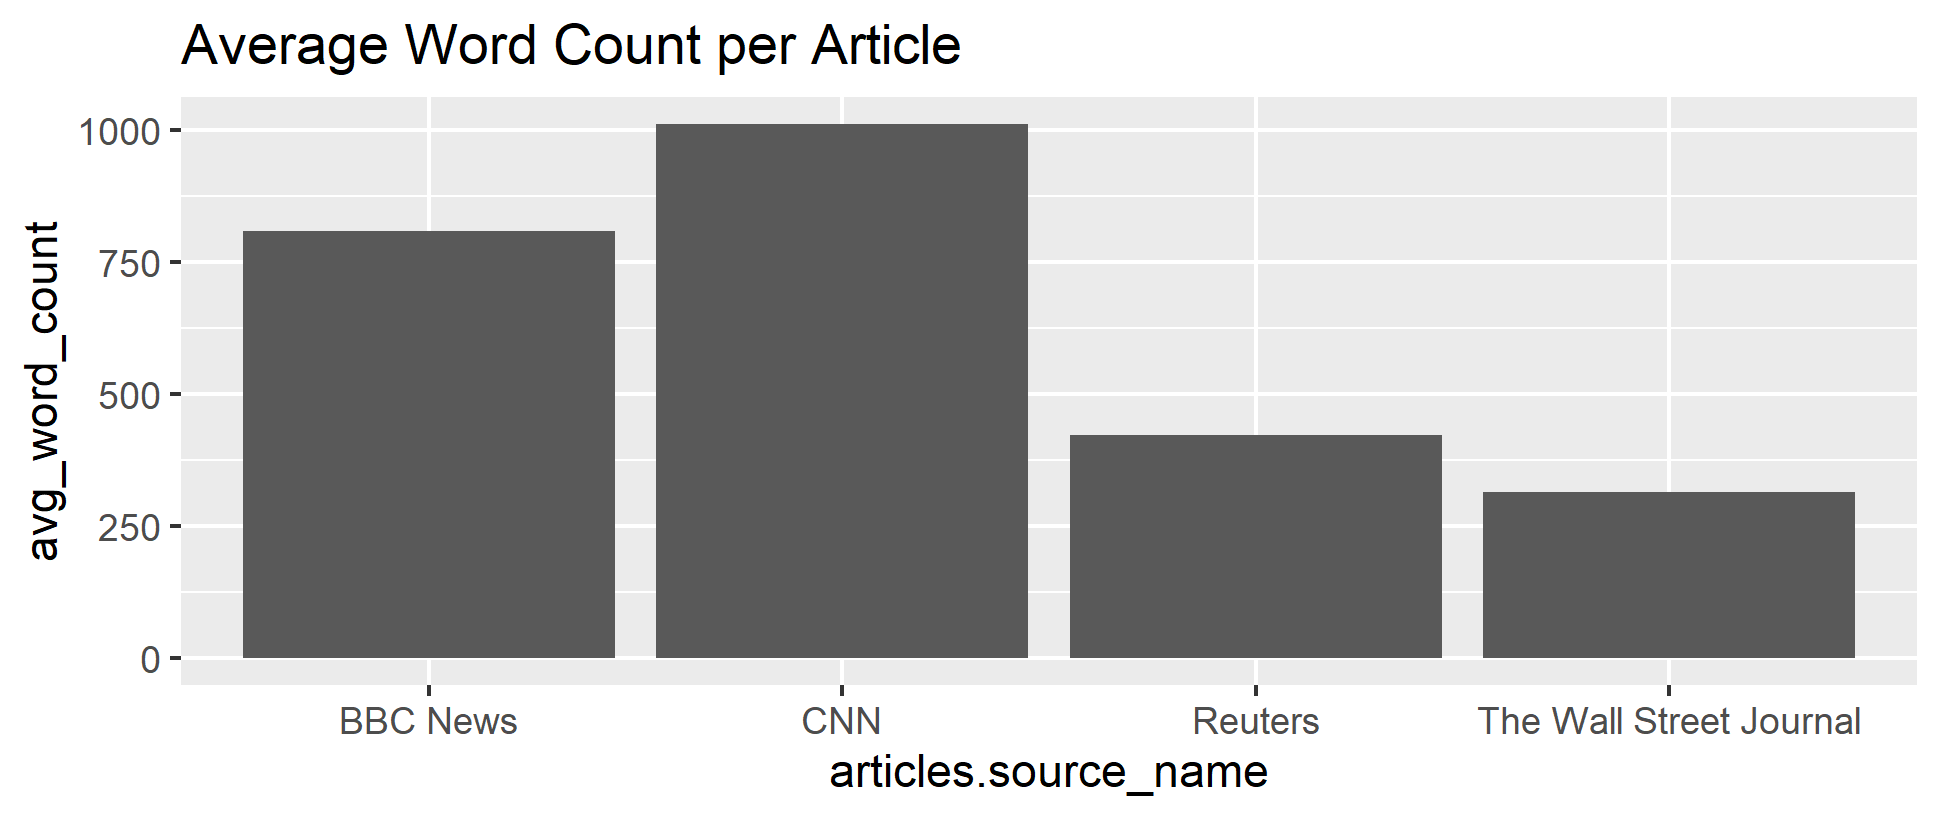 Average Word Count per Article
1000
750
500
250
0
avg_word_count
BBC News
CNN
Reuters
The Wall Street Journal
articles.source_name